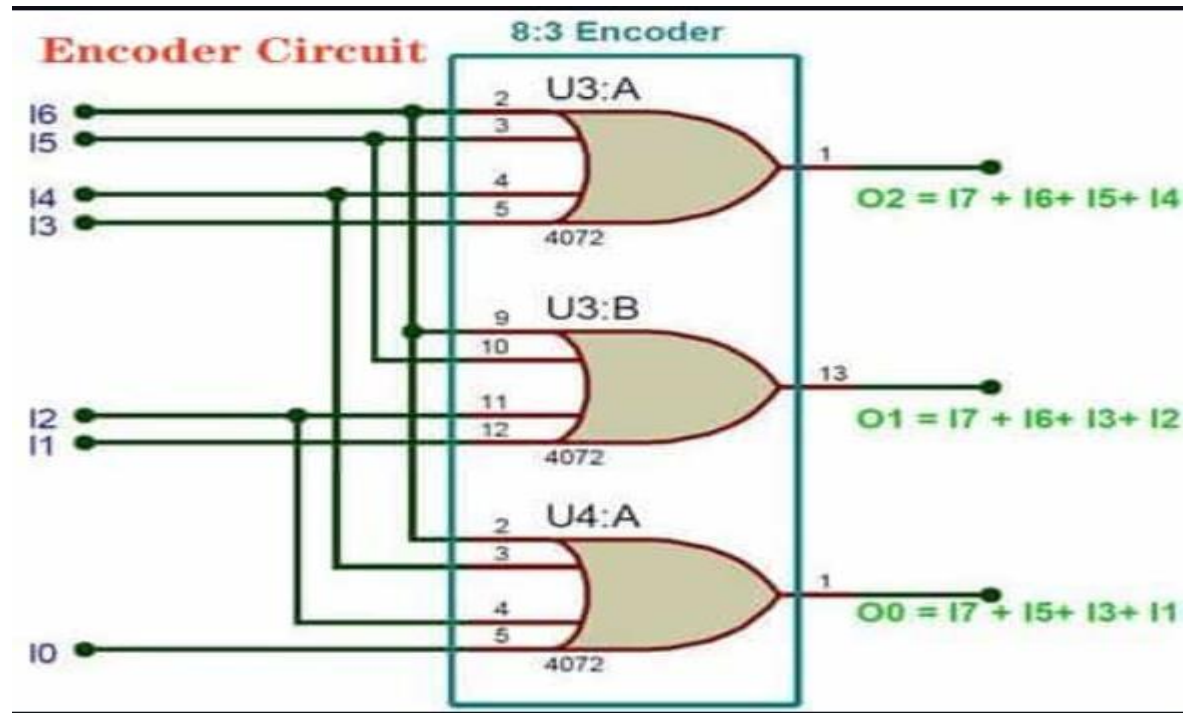 8:3 Encoder
Encoder Circuit
U3:A
I6
2
I5
3
1
I4
4
O2 = I7 + I6+ I5+ I4
I3
5
4072
U3:B
9
10
13
I2
11
O1 = I7 + I6+ I3+ I2
I1
12
4072
U4:A
2
3
1
4
O0 = I7 + I5+ I3+ I1
5
I0
4072